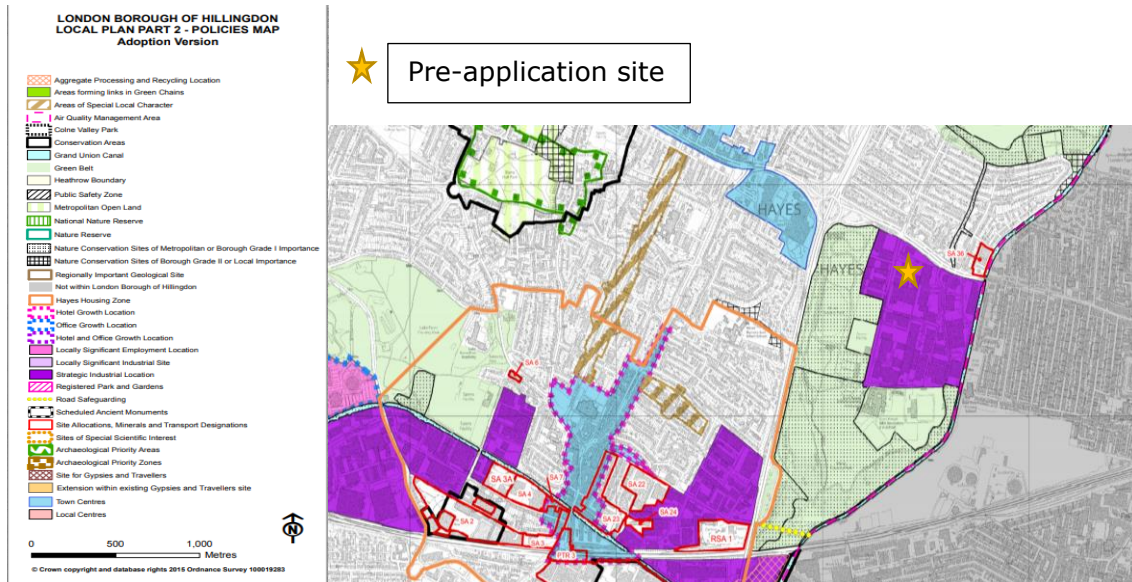 LONDON BOROUGH OF HILLINGDON
LOCAL PLAN PART 2 - POLICIES MAP
Adoption Version
Aggregate Processing and Recycling Location
Areas forming links in Green Chains
Areas of Special Local Character
Air Quality Management Area
Colne Valley Park
Conservation Areas
Grand Union Canal
Green Belt
Heathrow Boundary
Public Safety Zone
Metropolitan Open Land
National Nature Reserve
Nature Reserve
Nature Conservation Sites of Metropolitan or Borough Grade I Importance
Nature Conservation Sites of Borough Grade II or Local Importance
Regionally Important Geological Site
Not within London Borough of Hillingdon
Hayes Housing Zone
Hotel Growth Location
Office Growth Location
Hotel and Office Growth Location
Locally Significant Employment Location
Locally Significant Industrial Site
Strategic Industrial Location
Registered Park and Gardens
Road Safeguarding
Scheduled Ancient Monuments
Site Allocations, Minerals and Transport Designations
Sites of Special Scientific Interest
Archaeological Priority Areas
Archaeological Priority Zones
Site for Gypsies and Travellers
Extension within existing Gypsies and Travellers site
Town Centres
Local Centres
N
0 500 1,000
Metres
© Crown copyright and database rights 2015 Ordnance Survey 100019283
Pre-application site
HAYES
HAYES
SA 36
SA 6
SA 3A
SA 7
SA 4
SA 22
SA 2
SA 23
SA 24
SA 5
RSA 1
PTR 3